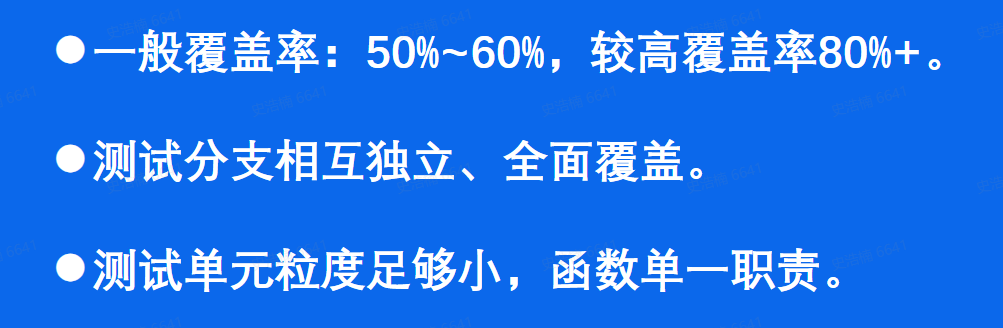 ●一般覆盖率：50%~60%，较高覆盖率80%+。
●测试分支相互独立、全面覆盖。
●测试单元粒度足够小，函数单一职责。